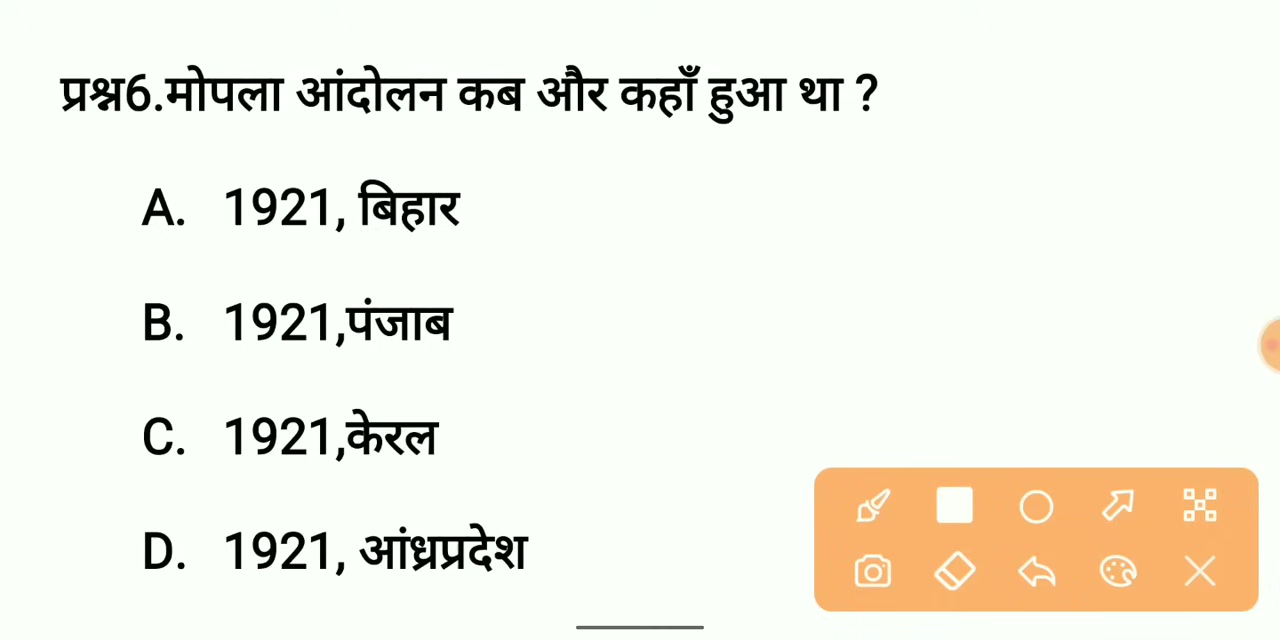 प्रश्न6.मोपला आंदोलन कब और कहाँ हुआ था ?
A. 1921, बिहार
B. 1921,पंजाब
C. 1921,केरल
D. 1921, आंध्रप्रदेश